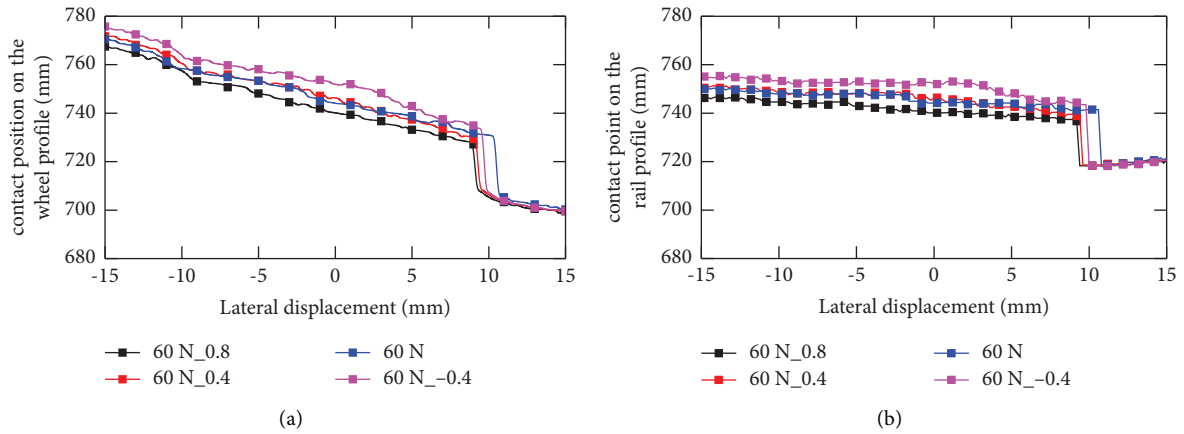 780
760
740
720
700
680
contact position on the
wheel profile (mm)
-15
-10
-5
0
5
10
15
Lateral displacement (mm)
60 N_0.8
60 N
60 N_0.4
60 N_–0.4
(a)
780
760
740
720
700
680
contact point on the
rail profile (mm)
-15
-10
-5
0
5
10
15
Lateral displacement (mm)
60 N_0.8
60 N
60 N_0.4
60 N_–0.4
(b)